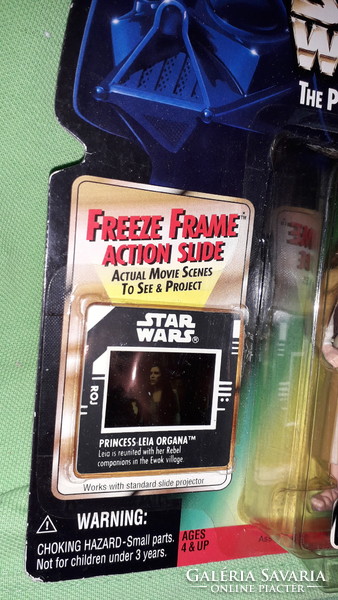 THE P
FREEZE FRAME™
ACTION SLIDE
ACTUAL MOVIE SCENES
TO SEE & PROJECT
STAR
WARS®
ROJ
PRINCESS LEIA ORGANA™
Leia is reunited with her Rebel
companions in the Ewok village.
Works with standard slide projector
WARNING:
CHOKING HAZARD-Small parts.
Not for children under 3 years.
AGES
4 & UP
GALÉRIA SAVARIA
ONLINE PIACTÉR